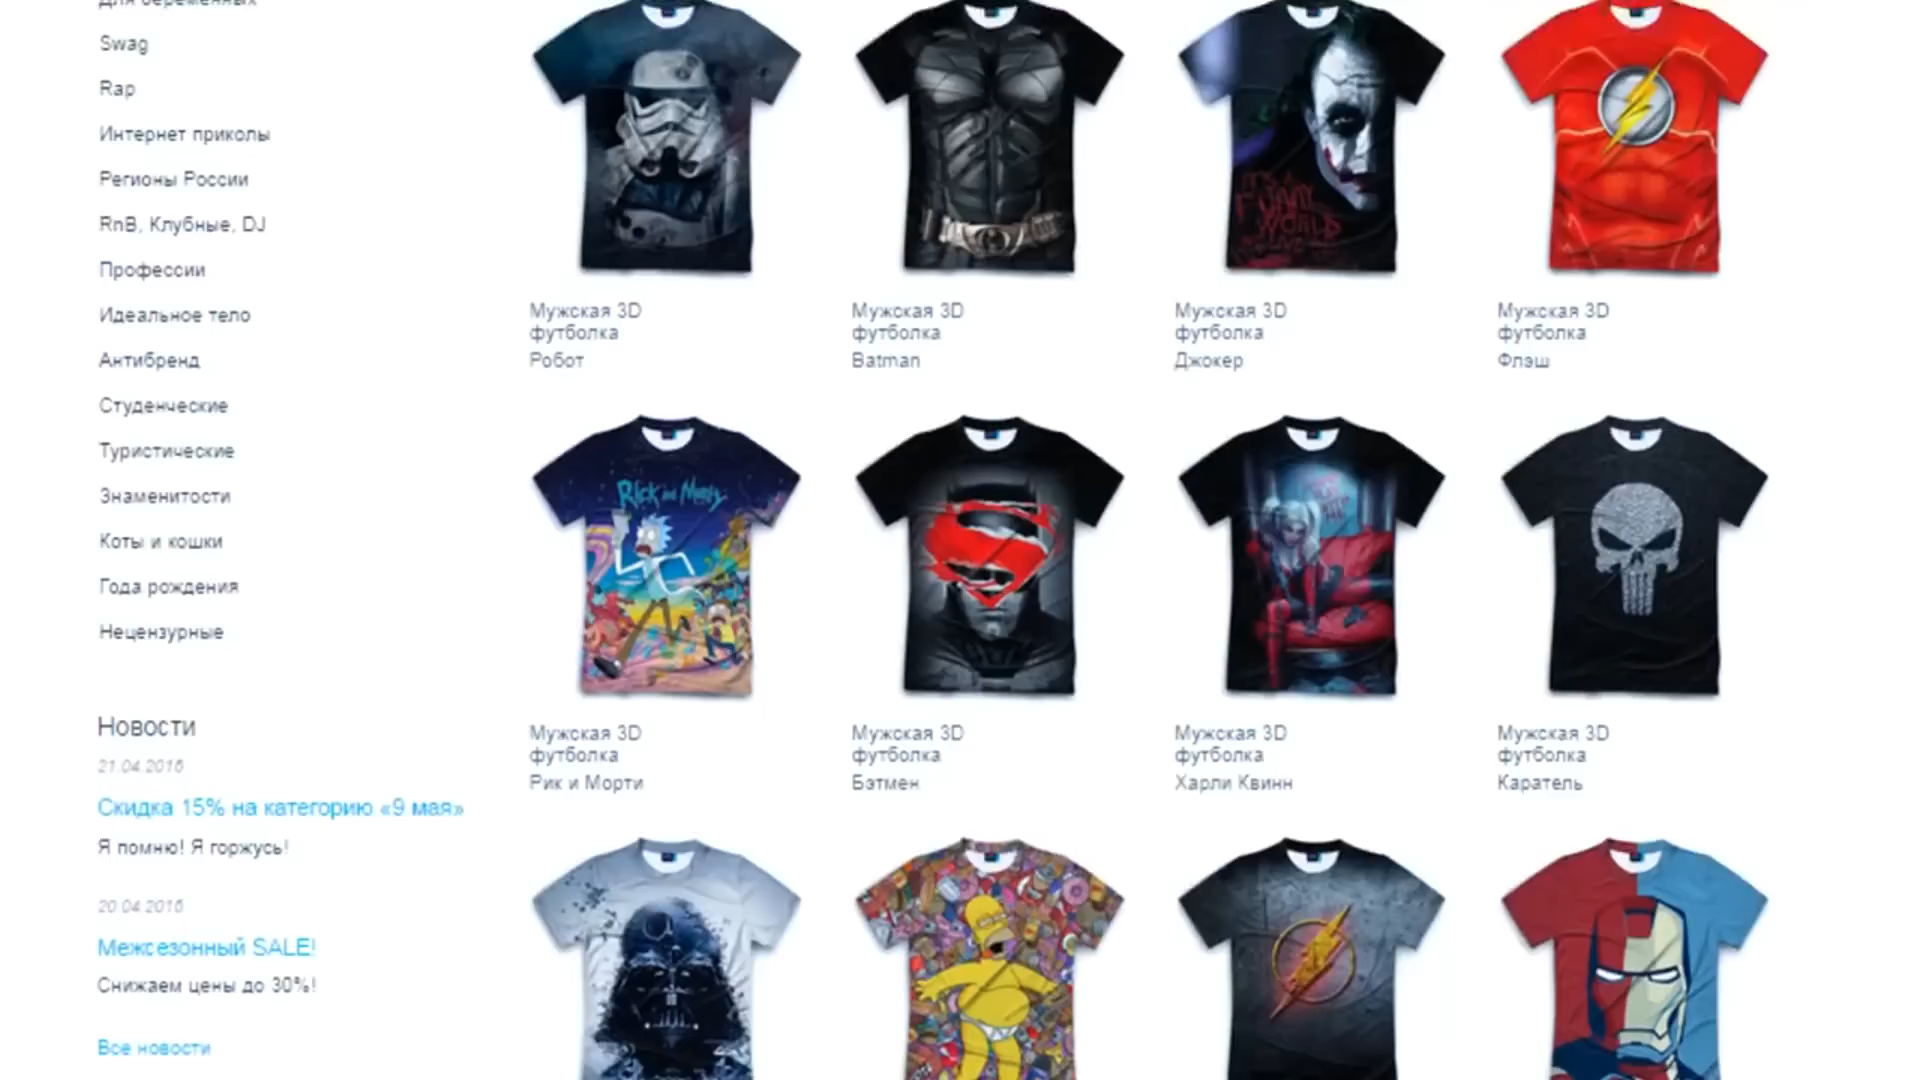 Для беременных
Swag
Rap
Интернет приколы
Регионы России
RnB, Клубные, DJ
Профессии
Идеальное тело
Антибренд
Студенческие
Туристические
Знаменитости
Коты и кошки
Года рождения
Нецензурные
Новости
21.04.2016
Скидка 15% на категорию «9 мая»
Я помню! Я горжусь!
20.04.2016
Межсезонный SALE!
Снижаем цены до 30%!
Все новости
Мужская 3D
футболка
Робот
Мужская 3D
футболка
Batman
WORLD
Мужская 3D
футболка
Джокер
Мужская 3D
футболка
Флэш
Rick and Morty
Мужская 3D
футболка
Рик и Морти
Мужская 3D
футболка
Бэтмен
Мужская 3D
футболка
Харли Квинн
Мужская 3D
футболка
Каратель